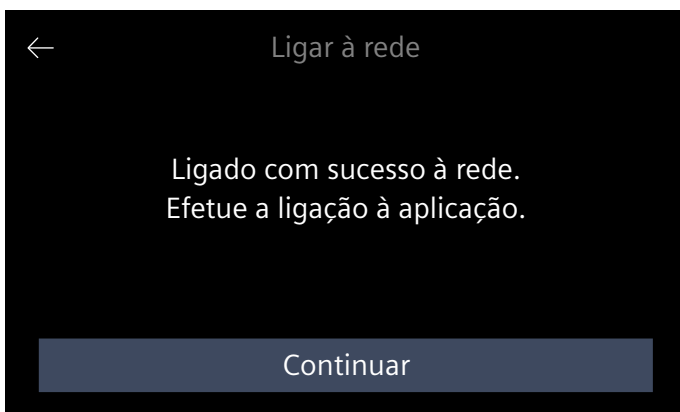 Ligar à rede
Ligado com sucesso à rede.
Efetue a ligação à aplicação.
Continuar